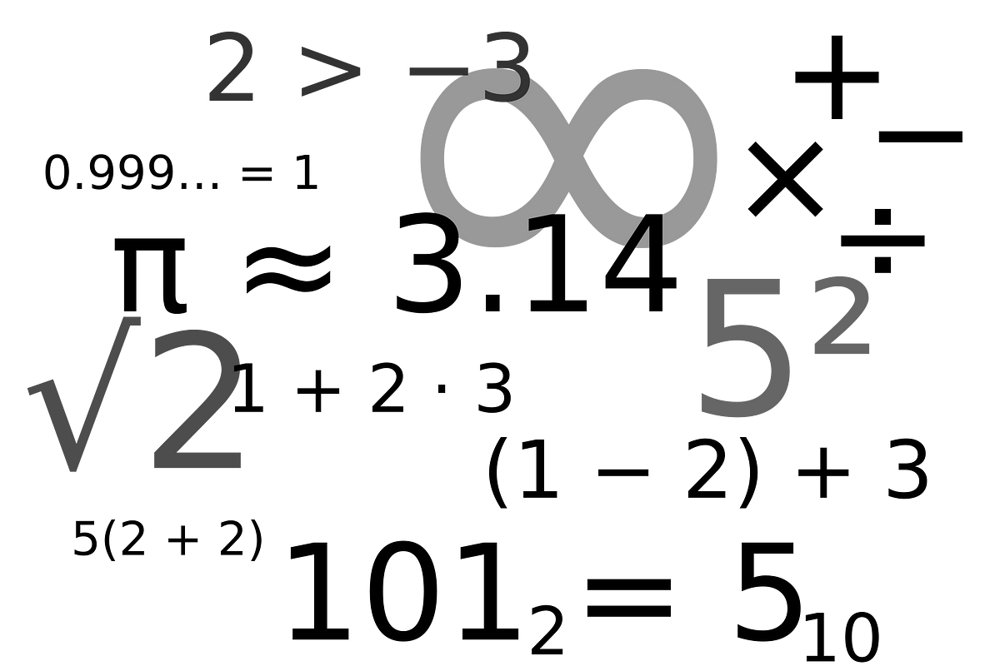 2 > −3
∞
+
−
×
÷
0.999... = 1
π ≈ 3.14
5²
√2
1 + 2 · 3
(1 − 2) + 3
5(2 + 2)
101₂ = 5₁₀